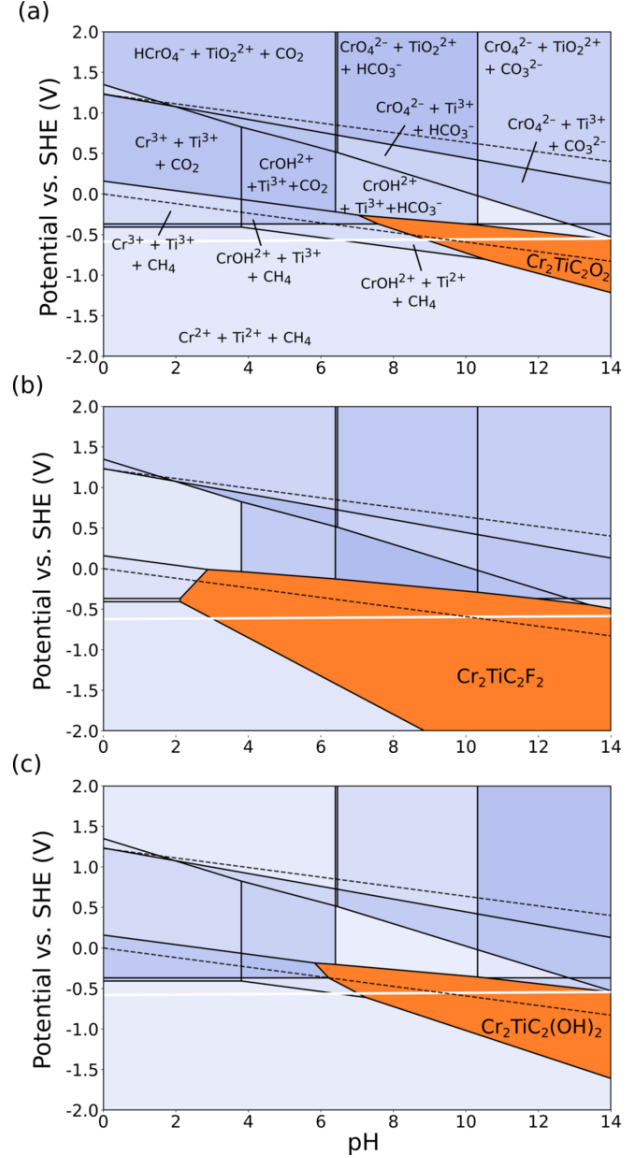 (a)
2.0
1.5
1.0
0.5
0.0
-0.5
-1.0
-1.5
-2.0
Potential vs. SHE (V)
HCrO₄⁻ + TiO₂²⁺ + CO₂
CrO₄²⁻ + TiO₂²⁺
+ HCO₃⁻
CrO₄²⁻ + TiO₂²⁺
+ CO₃²⁻
CrO₄²⁻ + Ti³⁺
+ HCO₃⁻
CrO₄²⁻ + Ti³⁺
+ CO₃²⁻
Cr³⁺ + Ti³⁺
+ CO₂
CrOH²⁺
+Ti³⁺+CO₂
CrOH²⁺
+ Ti³⁺+HCO₃⁻
Cr³⁺ + Ti³⁺
+ CH₄
CrOH²⁺ + Ti³⁺
+ CH₄
CrOH²⁺ + Ti²⁺
+ CH₄
Cr₂TiC₂O₂
Cr²⁺ + Ti²⁺ + CH₄
0 2 4 6 8 10 12 14
(b)
2.0
1.5
1.0
0.5
0.0
-0.5
-1.0
-1.5
-2.0
Potential vs. SHE (V)
Cr₂TiC₂F₂
0 2 4 6 8 10 12 14
(c)
2.0
1.5
1.0
0.5
0.0
-0.5
-1.0
-1.5
-2.0
Potential vs. SHE (V)
Cr₂TiC₂(OH)₂
0 2 4 6 8 10 12 14
pH